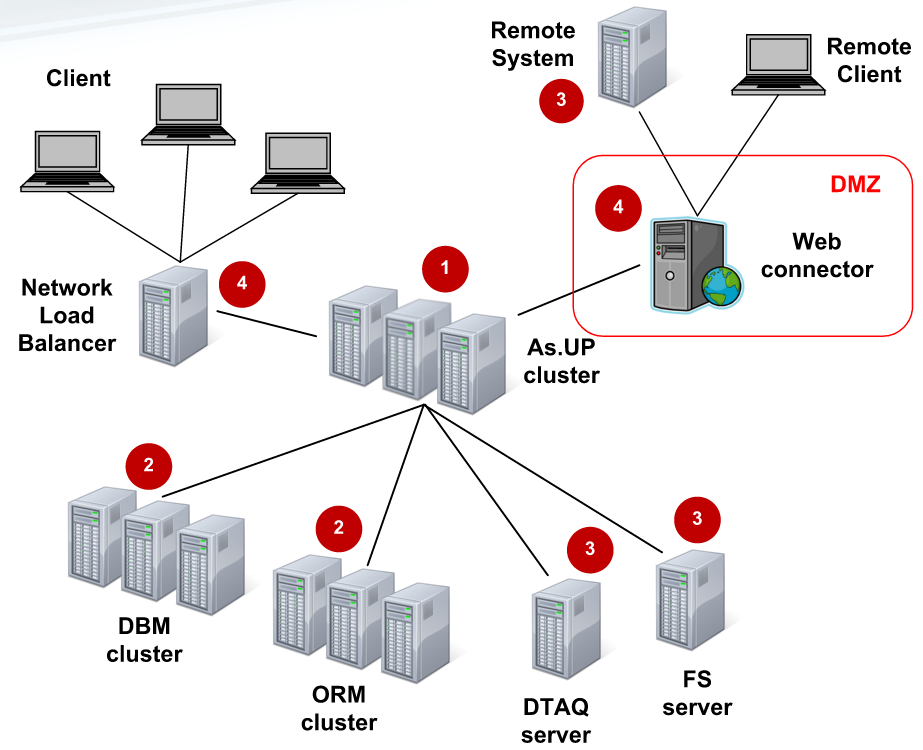 Remote
System
3
Remote
Client
Client
DMZ
4
Web
connector
Network
Load
Balancer
4
1
As.UP
cluster
2
DBM
cluster
2
ORM
cluster
3
DTAQ
server
3
FS
server